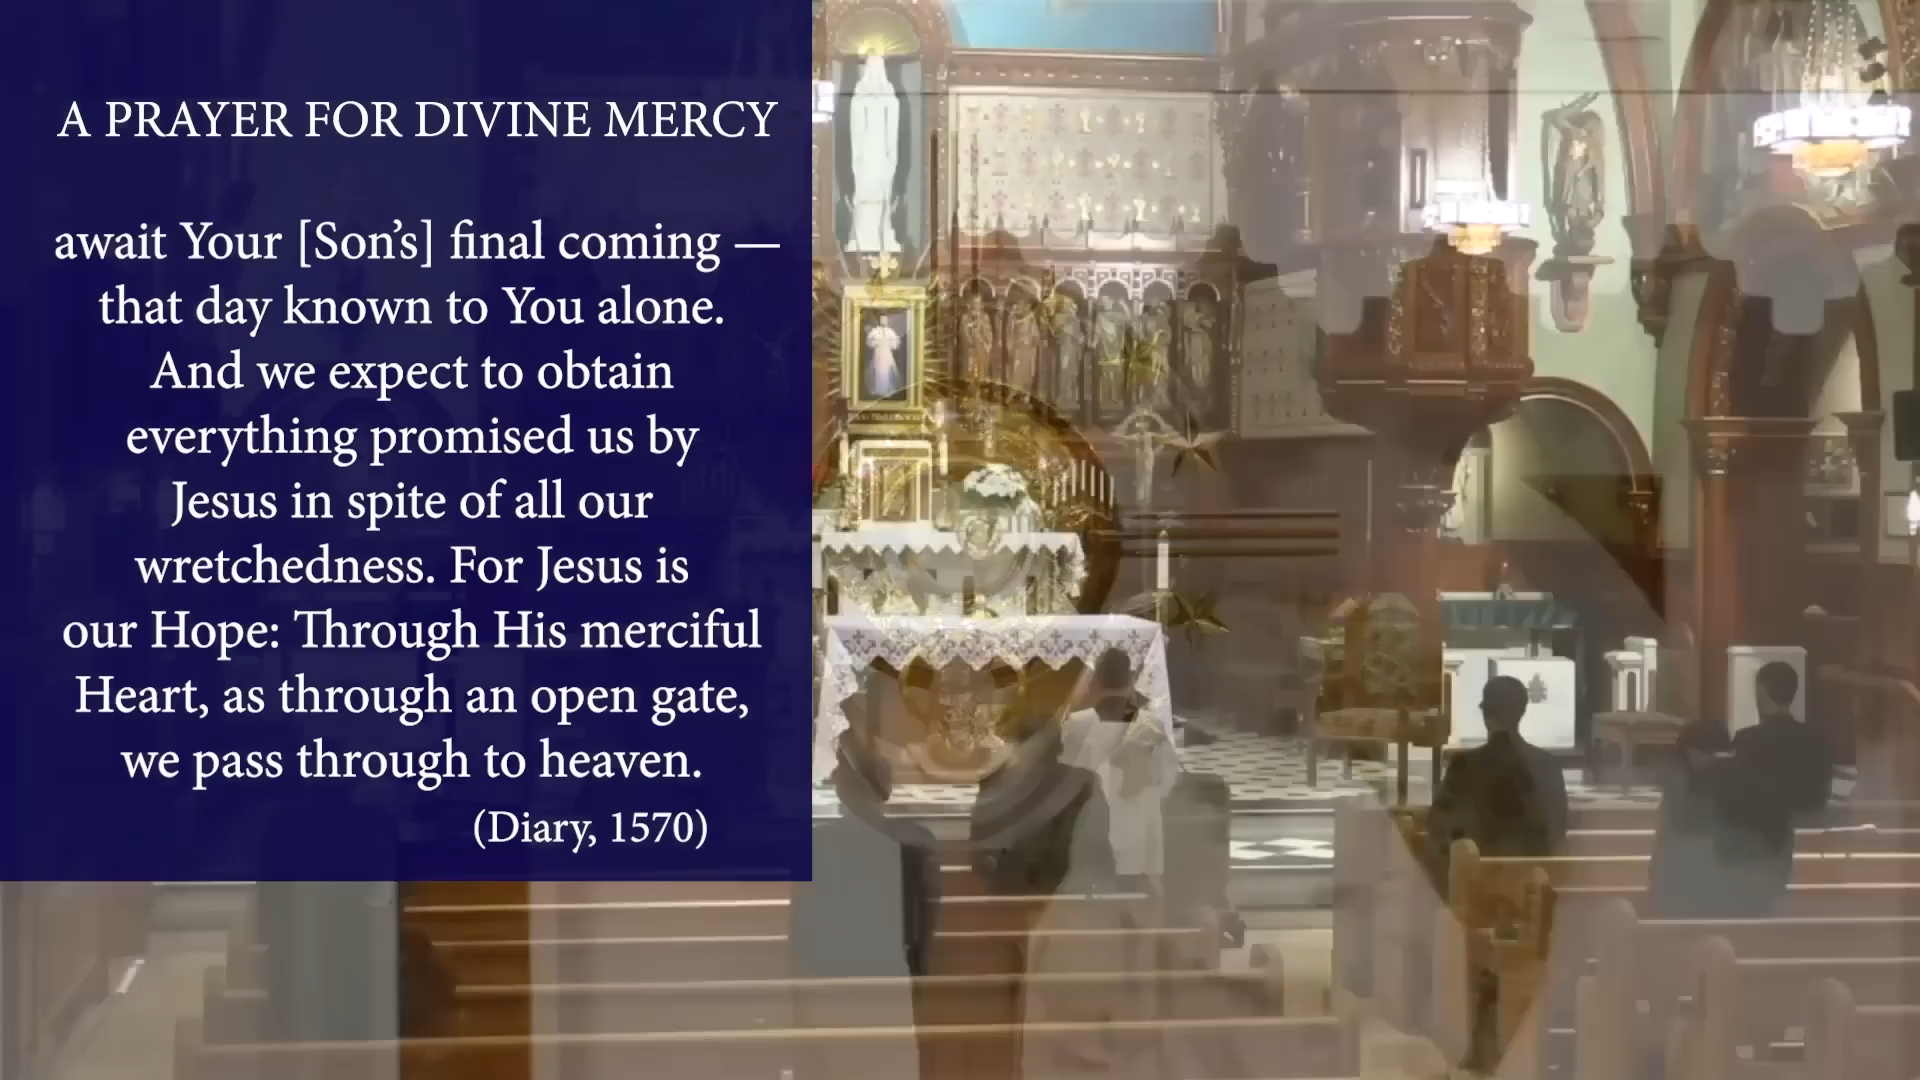 A PRAYER FOR DIVINE MERCY
await Your [Son’s] final coming —
that day known to You alone.
And we expect to obtain
everything promised us by
Jesus in spite of all our
wretchedness. For Jesus is
our Hope: Through His merciful
Heart, as through an open gate,
we pass through to heaven.
(Diary, 1570)